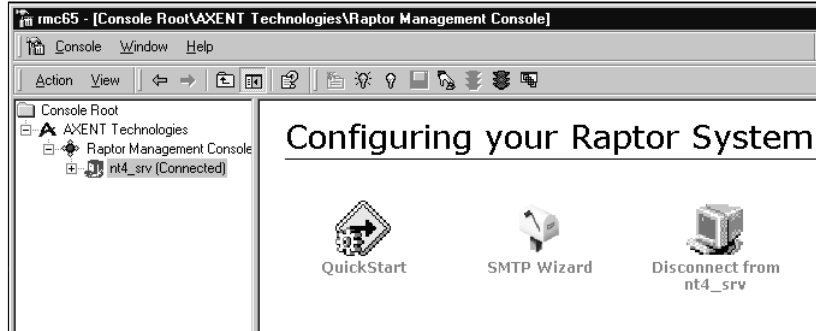 rmc65 - [Console Root\AXENT Technologies\Raptor Management Console]
Console Window Help
Action View
Console Root
AXENT Technologies
Raptor Management Console
nt4_srv (Connected)
Configuring your Raptor System
QuickStart
SMTP Wizard
Disconnect from
nt4_srv